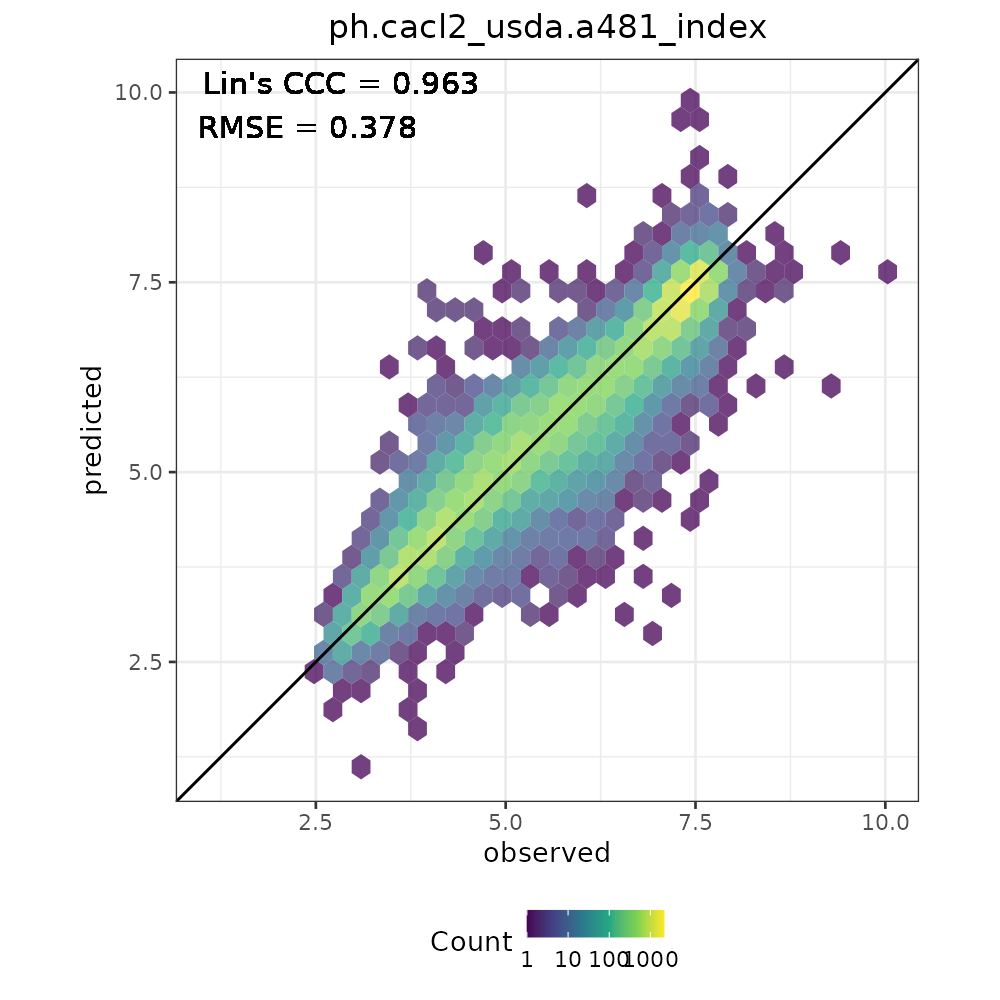 ph.cacl2_usda.a481_index
Lin's CCC = 0.963
RMSE = 0.378
10.0
7.5
5.0
2.5
predicted
2.5 5.0 7.5 10.0
observed
Count
1 10 100 1000